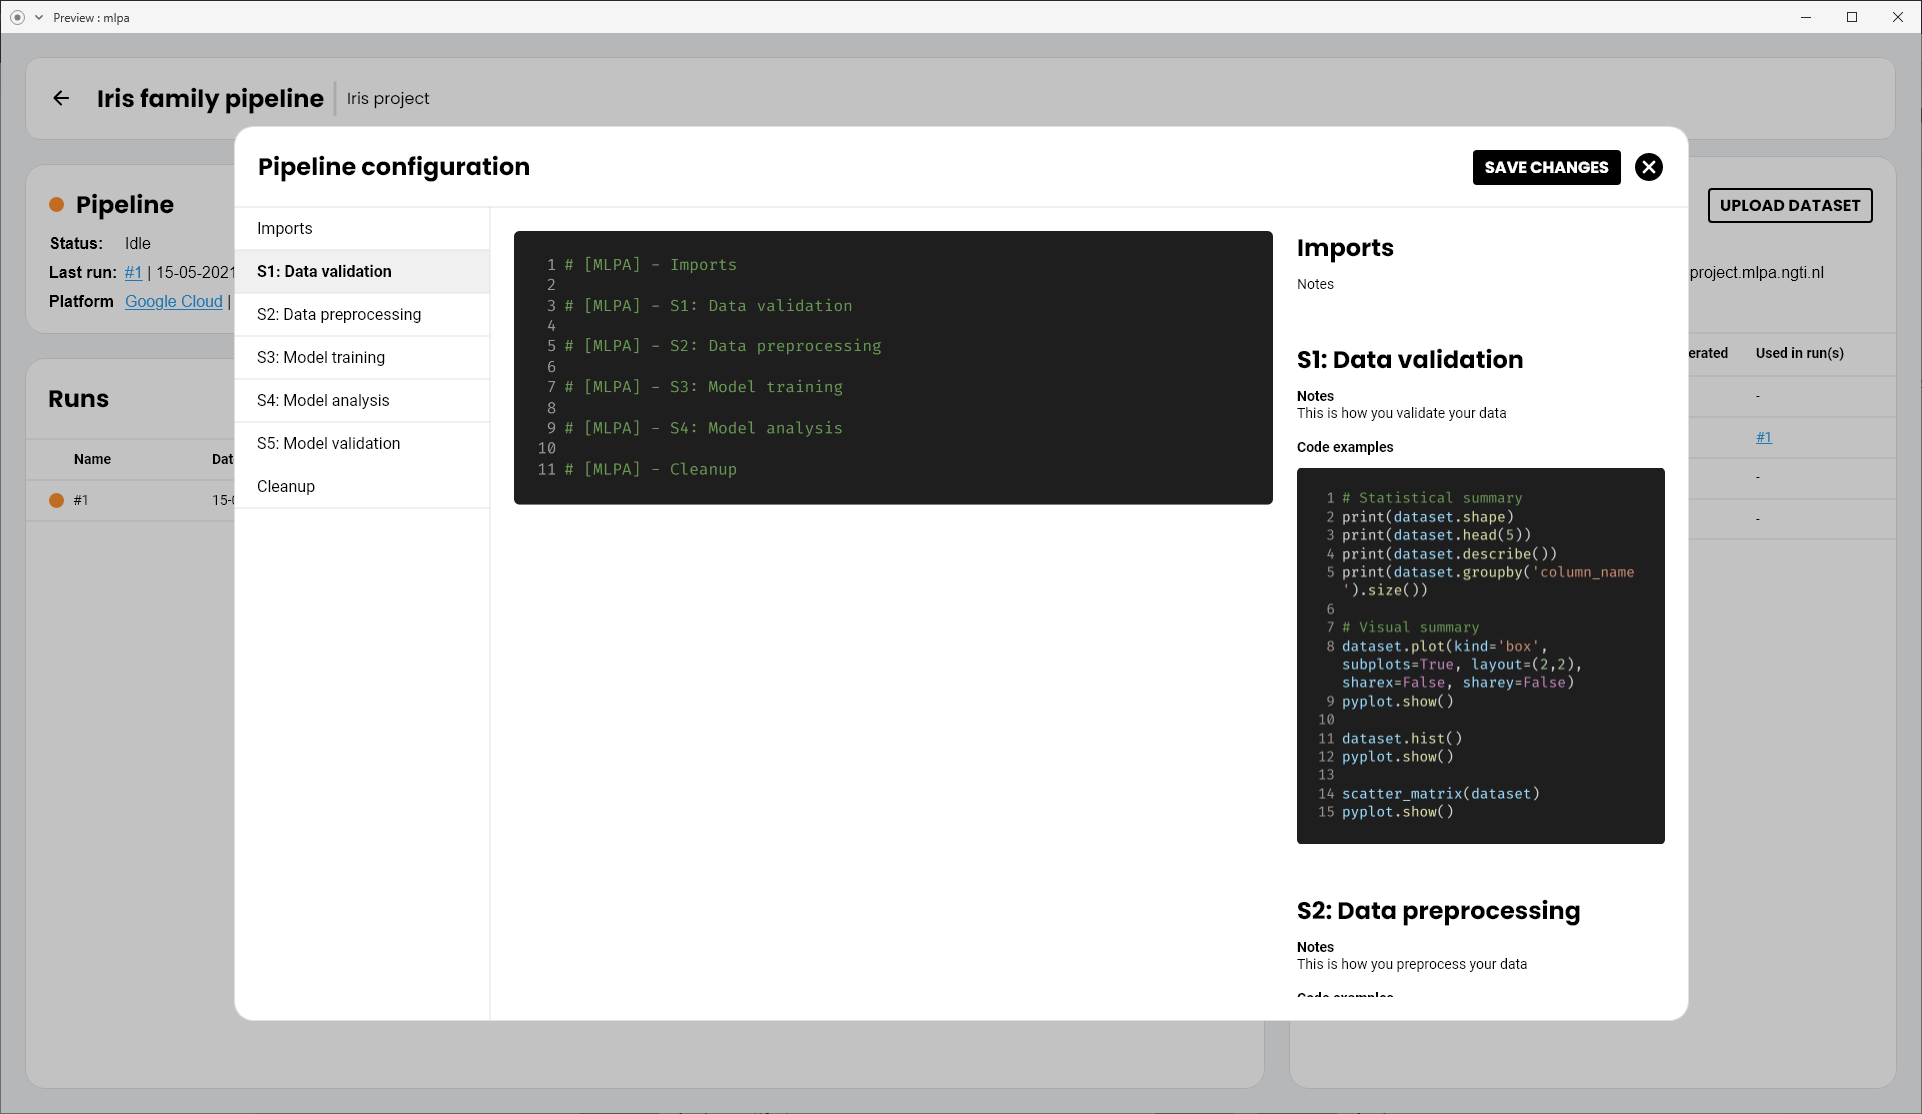 Preview : mlpa
Iris family pipeline
Iris project
Pipeline configuration
SAVE CHANGES
Pipeline
Status: Idle
Last run: #1 | 15-05-2021
Platform Google Cloud |
UPLOAD DATASET
project.mlpa.ngti.nl
Runs
Name
#1
erated Used in run(s)
-
#1
-
-
Imports
S1: Data validation
S2: Data preprocessing
S3: Model training
S4: Model analysis
S5: Model validation
Cleanup
1 # [MLPA] - Imports
2
3 # [MLPA] - S1: Data validation
4
5 # [MLPA] - S2: Data preprocessing
6
7 # [MLPA] - S3: Model training
8
9 # [MLPA] - S4: Model analysis
10
11 # [MLPA] - Cleanup
Imports
Notes
S1: Data validation
Notes
This is how you validate your data
Code examples
1 # Statistical summary
2 print(dataset.shape)
3 print(dataset.head(5))
4 print(dataset.describe())
5 print(dataset.groupby('column_name
').size())
6
7 # Visual summary
8 dataset.plot(kind='box',
subplots=True, layout=(2,2),
sharex=False, sharey=False)
9 pyplot.show()
10
11 dataset.hist()
12 pyplot.show()
13
14 scatter_matrix(dataset)
15 pyplot.show()
S2: Data preprocessing
Notes
This is how you preprocess your data
Code examples